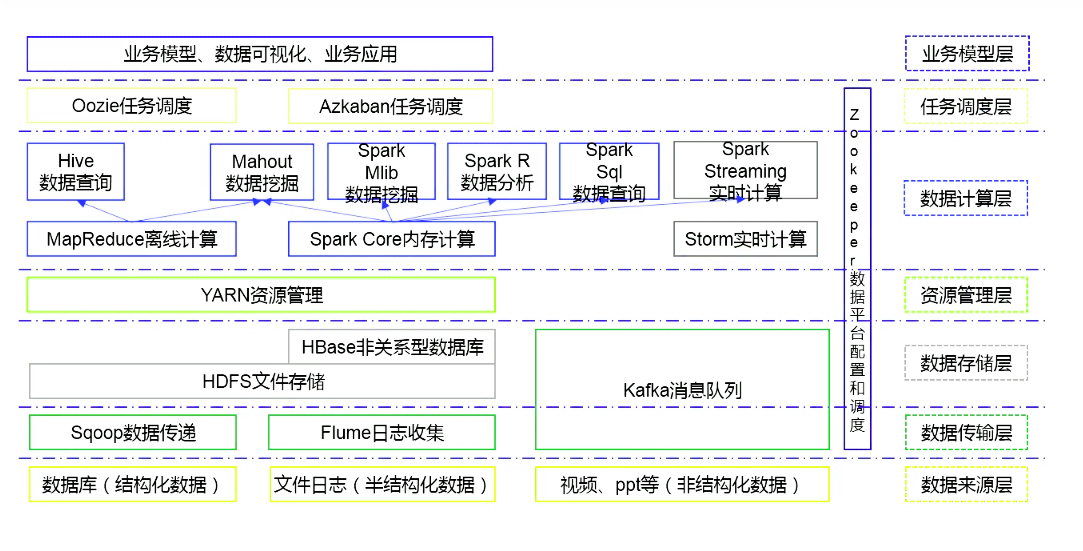 业务模型、数据可视化、业务应用
业务模型层
Oozie任务调度
Azkaban任务调度
任务调度层
Hive
数据查询
Mahout
数据挖掘
Spark
Mlib
数据挖掘
Spark R
数据分析
Spark
Sql
数据查询
Spark
Streaming
实时计算
数据计算层
MapReduce离线计算
Spark Core内存计算
Storm实时计算
Zookeeper数据平台配置和调度
YARN资源管理
资源管理层
HBase非关系型数据库
HDFS文件存储
Kafka消息队列
数据存储层
Sqoop数据传递
Flume日志收集
数据传输层
数据库（结构化数据）
文件日志（半结构化数据）
视频、ppt等（非结构化数据）
数据来源层